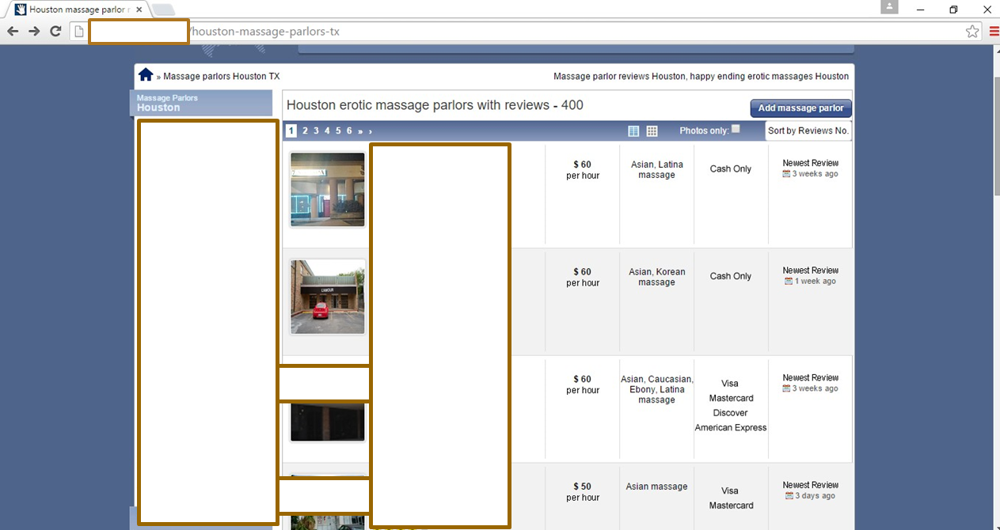 Houston massage parlor r
/houston-massage-parlors-tx
» Massage parlors Houston TX
Massage parlor reviews Houston, happy ending erotic massages Houston
Massage Parlors
Houston
Houston erotic massage parlors with reviews - 400
Add massage parlor
1 2 3 4 5 6 » ›
Photos only:
Sort by Reviews No.
$ 60
per hour
Asian, Latina
massage
Cash Only
Newest Review
3 weeks ago
L'AMOUR
$ 60
per hour
Asian, Korean
massage
Cash Only
Newest Review
1 week ago
$ 60
per hour
Asian, Caucasian,
Ebony, Latina
massage
Visa
Mastercard
Discover
American Express
Newest Review
3 weeks ago
$ 50
per hour
Asian massage
Visa
Mastercard
Newest Review
3 days ago